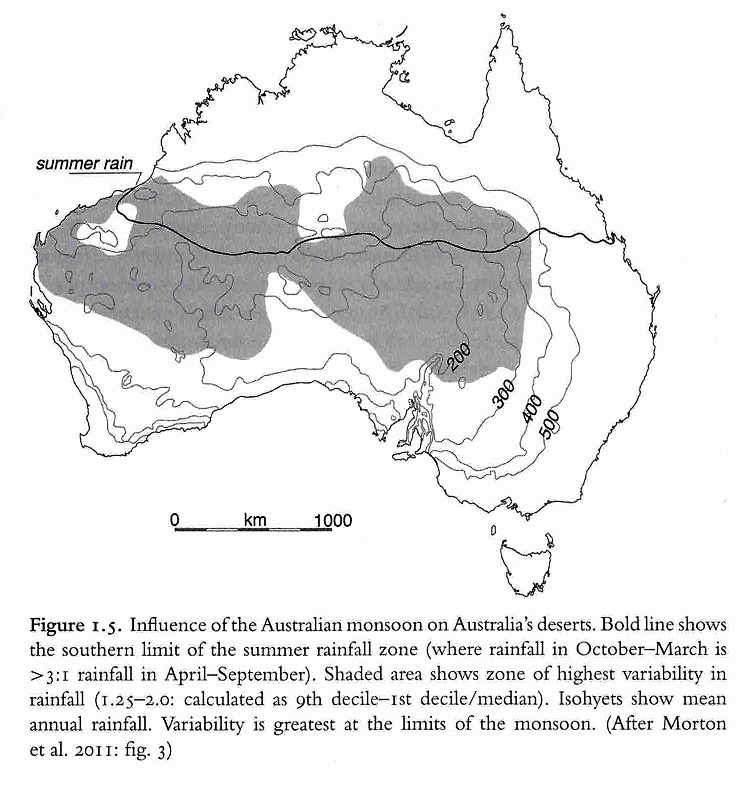 summer rain
200
300
400
500
0 km 1000
Figure 1.5. Influence of the Australian monsoon on Australia's deserts. Bold line shows
the southern limit of the summer rainfall zone (where rainfall in October–March is
>3:1 rainfall in April–September). Shaded area shows zone of highest variability in
rainfall (1.25–2.0: calculated as 9th decile–1st decile/median). Isohyets show mean
annual rainfall. Variability is greatest at the limits of the monsoon. (After Morton
et al. 2011: fig. 3)